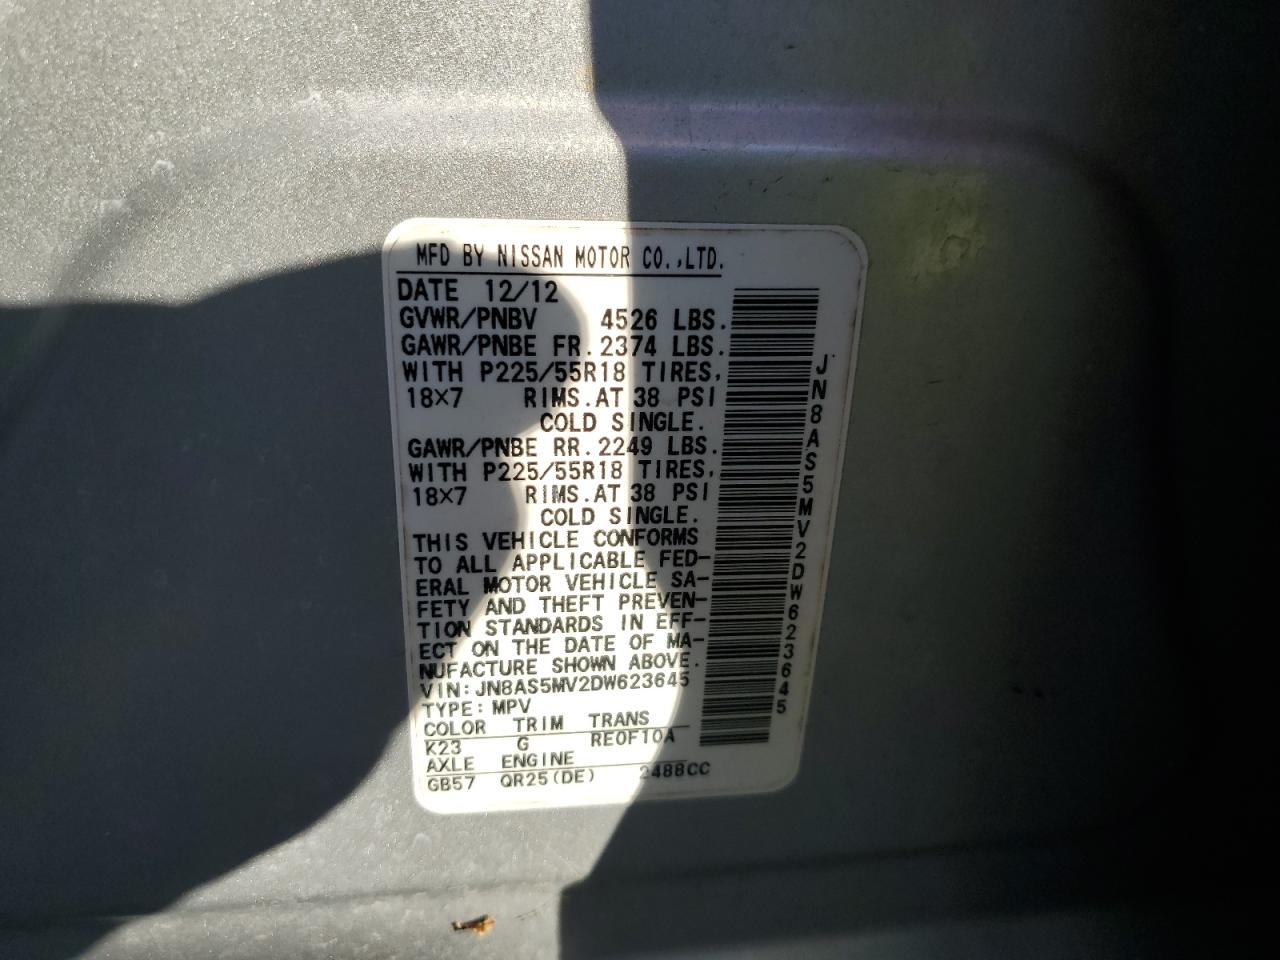 MFD BY NISSAN MOTOR CO.,LTD.
DATE 12/12
GVWR/PNBV 4526 LBS.
GAWR/PNBE FR. 2374 LBS.
WITH P225/55R18 TIRES,
18×7 RIMS. AT 38 PSI
COLD SINGLE.
GAWR/PNBE RR. 2249 LBS.
WITH P225/55R18 TIRES,
18×7 RIMS. AT 38 PSI
COLD SINGLE.
THIS VEHICLE CONFORMS
TO ALL APPLICABLE FED-
ERAL MOTOR VEHICLE SA-
FETY AND THEFT PREVEN-
TION STANDARDS IN EFF-
ECT ON THE DATE OF MA-
NUFACTURE SHOWN ABOVE.
VIN: JN8AS5MV2DW623645
TYPE: MPV
COLOR TRIM TRANS
K23 G RE0F10A
AXLE ENGINE
GB57 QR25(DE) 2488CC
JN8AS5MV2DW623645